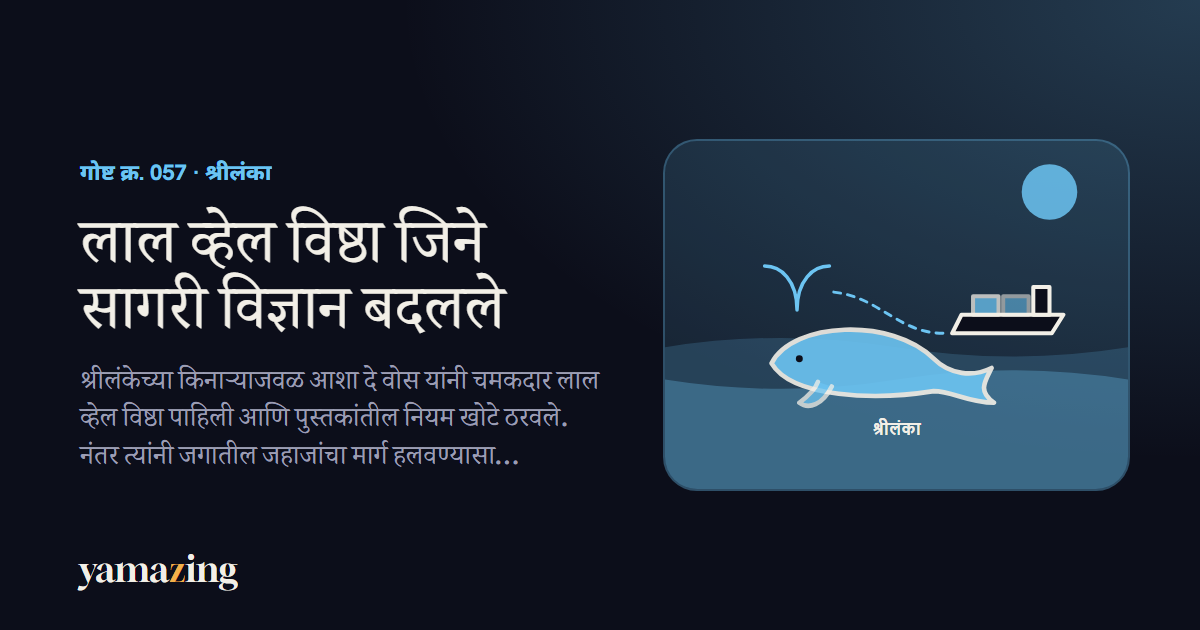 गोष्ट क्र. 057 · श्रीलंका
लाल व्हेल विष्ठा जिने
सागरी विज्ञान बदलले
श्रीलंकेच्या किनाऱ्याजवळ आशा दे वोस यांनी चमकदार लाल
व्हेल विष्ठा पाहिली आणि पुस्तकांतील नियम खोटे ठरवले.
नंतर त्यांनी जगातील जहाजांचा मार्ग हलवण्यासा...
श्रीलंका
yamazing